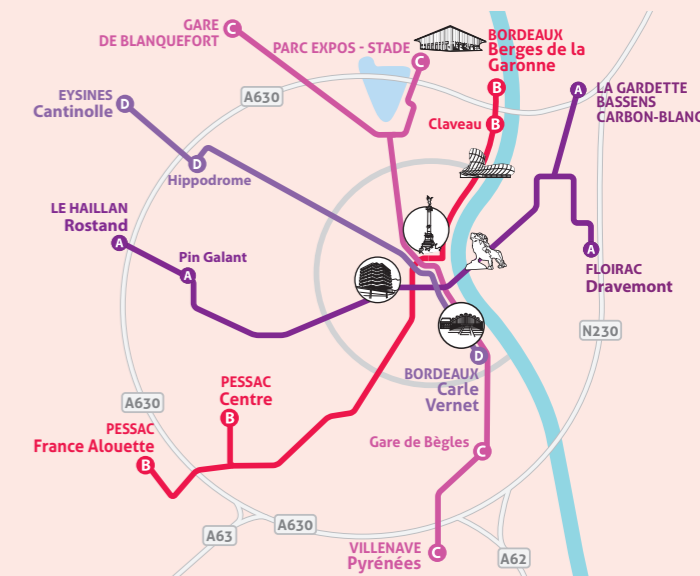 GARE
DE BLANQUEFORT
C
PARC EXPOS - STADE
C
BORDEAUX
Berges de la
Garonne
B
Claveau
B
A
LA GARDETTE
BASSENS
CARBON-BLANC
EYSINES
Cantinolle
D
A630
D
Hippodrome
LE HAILLAN
Rostand
A
Pin Galant
A
A
FLOIRAC
Dravemont
N230
D
BORDEAUX
Carle
Vernet
A630
PESSAC
Centre
B
PESSAC
France Alouette
B
Gare de Bègles
C
A63
A630
VILLENAVE
Pyrénées
C
A62